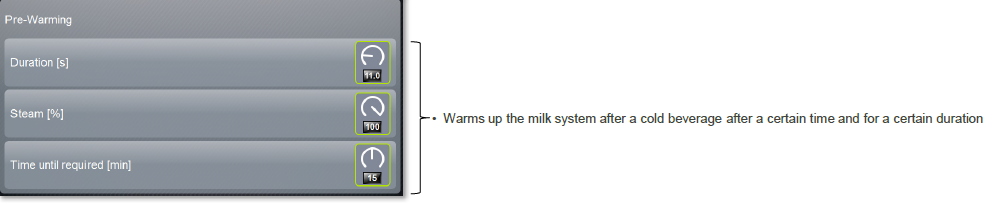 Pre-Warming
Duration [s]
11.0
Steam [%]
100
• Warms up the milk system after a cold beverage after a certain time and for a certain duration
Time until required [min]
15